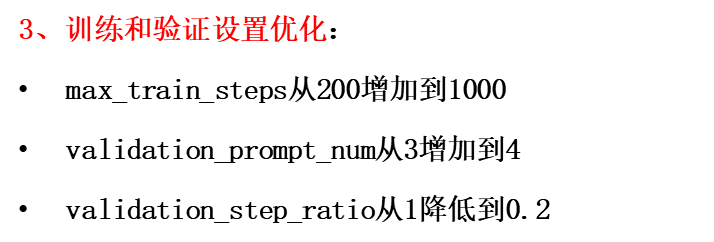 3、训练和验证设置优化：
• max_train_steps从200增加到1000
• validation_prompt_num从3增加到4
• validation_step_ratio从1降低到0.2